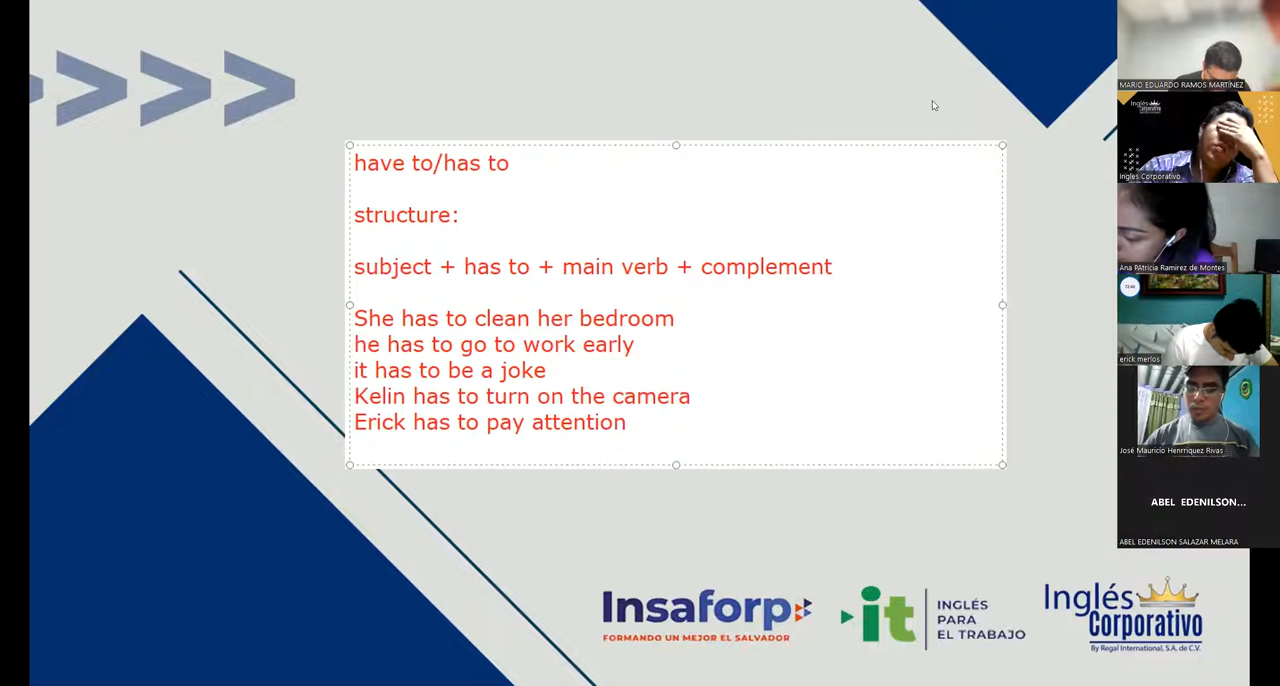 have to/has to
structure:
subject + has to + main verb + complement
She has to clean her bedroom
he has to go to work early
it has to be a joke
Kelin has to turn on the camera
Erick has to pay attention
MARIO EDUARDO RAMOS MARTÍNEZ
Inglés Corporativo
Inglés Corporativo
Ana PAtricia Ramirez de Montes
erick merlos
José Mauricio Henrriquez Rivas
ABEL EDENILSON...
ABEL EDENILSON SALAZAR MELARA
Insaforp
FORMANDO UN MEJOR EL SALVADOR
it
INGLÉS
PARA
EL TRABAJO
Inglés
Corporativo
By Regal International, S.A. de C.V.